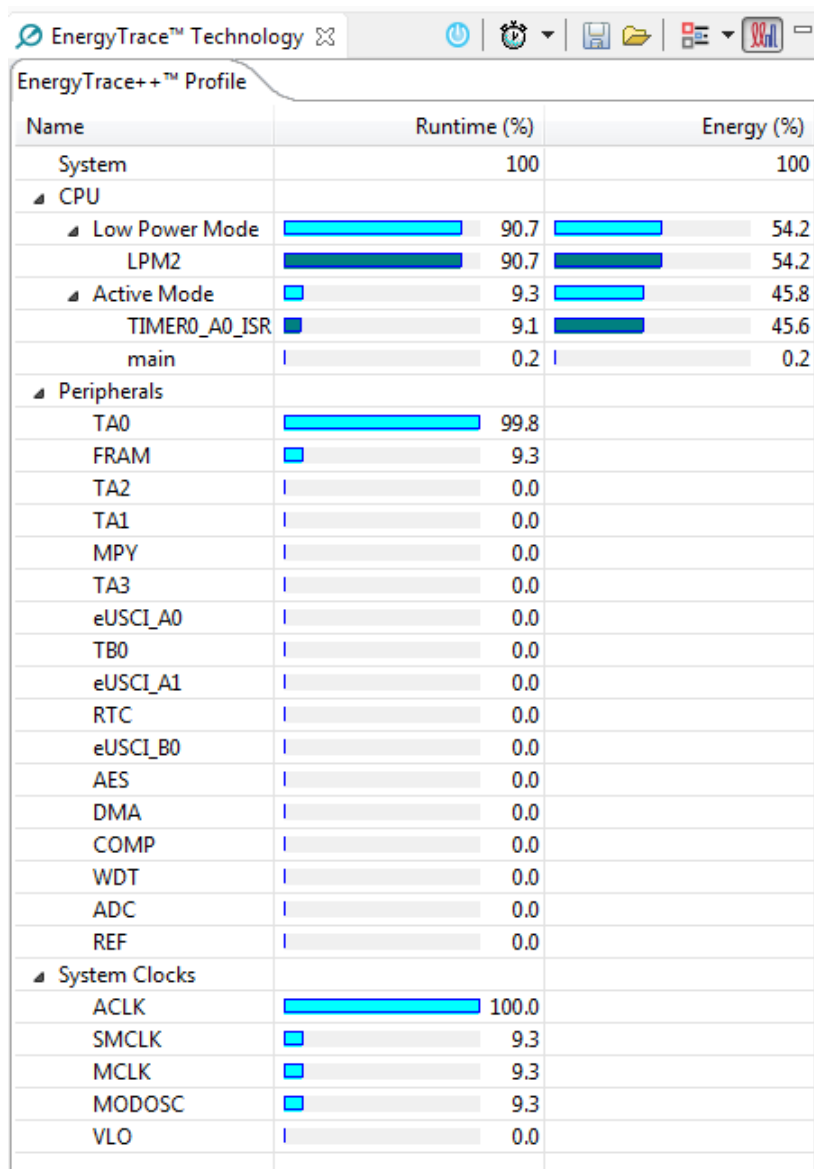 EnergyTrace™ Technology
EnergyTrace++™ Profile
Name Runtime (%) Energy (%)
System 100 100
CPU
Low Power Mode 90.7 54.2
LPM2 90.7 54.2
Active Mode 9.3 45.8
TIMER0_A0_ISR 9.1 45.6
main 0.2 0.2
Peripherals
TA0 99.8
FRAM 9.3
TA2 0.0
TA1 0.0
MPY 0.0
TA3 0.0
eUSCI_A0 0.0
TB0 0.0
eUSCI_A1 0.0
RTC 0.0
eUSCI_B0 0.0
AES 0.0
DMA 0.0
COMP 0.0
WDT 0.0
ADC 0.0
REF 0.0
System Clocks
ACLK 100.0
SMCLK 9.3
MCLK 9.3
MODOSC 9.3
VLO 0.0